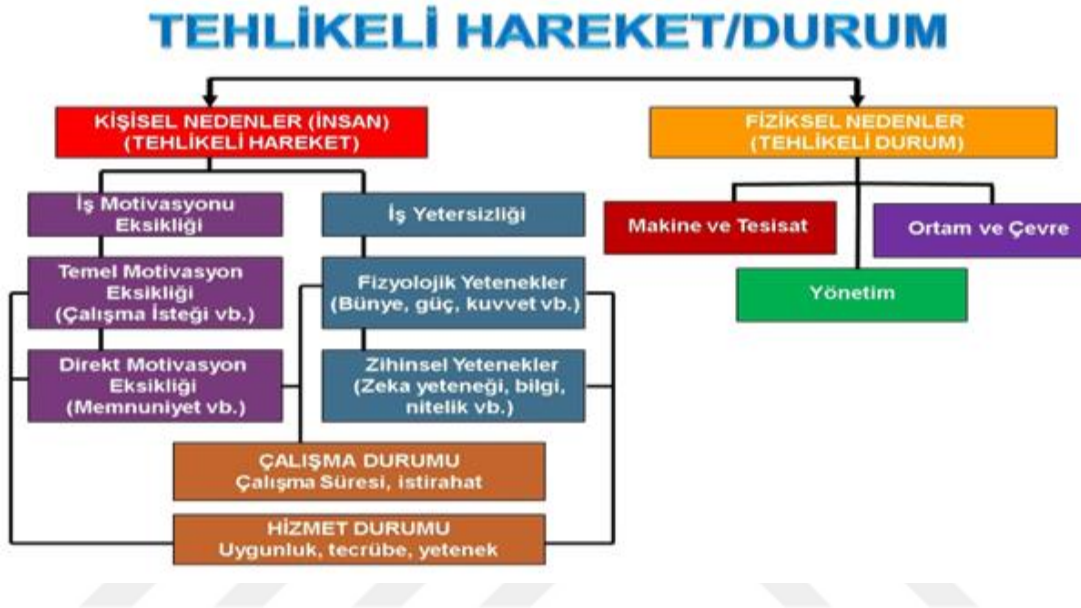 TEHLİKELİ HAREKET/DURUM
KİŞİSEL NEDENLER (İNSAN)
(TEHLİKELİ HAREKET)
FİZİKSEL NEDENLER
(TEHLİKELİ DURUM)
İş Motivasyonu
Eksikliği
İş Yetersizliği
Makine ve Tesisat
Ortam ve Çevre
Temel Motivasyon
Eksikliği
(Çalışma İsteği vb.)
Fizyolojik Yetenekler
(Bünye, güç, kuvvet vb.)
Yönetim
Direkt Motivasyon
Eksikliği
(Memnuniyet vb.)
Zihinsel Yetenekler
(Zeka yeteneği, bilgi,
nitelik vb.)
ÇALIŞMA DURUMU
Çalışma Süresi, istirahat
HİZMET DURUMU
Uygunluk, tecrübe, yetenek